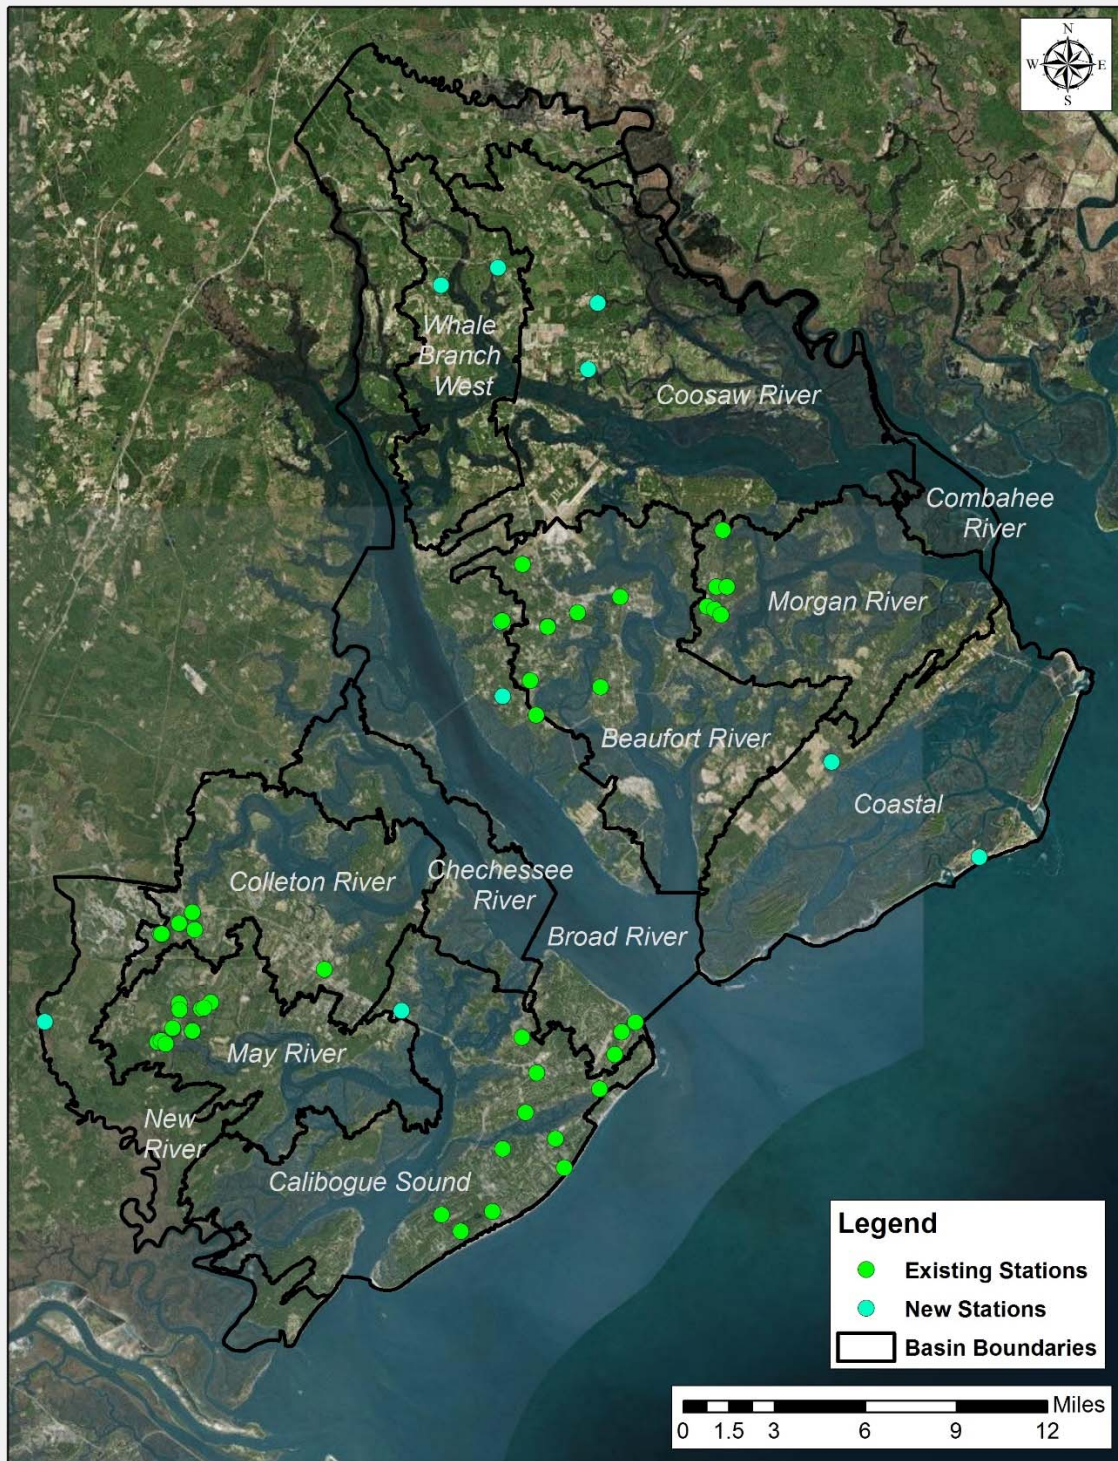 N
W E
S
Whale
Branch
West
Coosaw River
Combahee
River
Morgan River
Beaufort River
Coastal
Colleton River
Chechessee
River
Broad River
May River
New
River
Calibogue Sound
Legend
Existing Stations
New Stations
Basin Boundaries
Miles
0 1.5 3 6 9 12